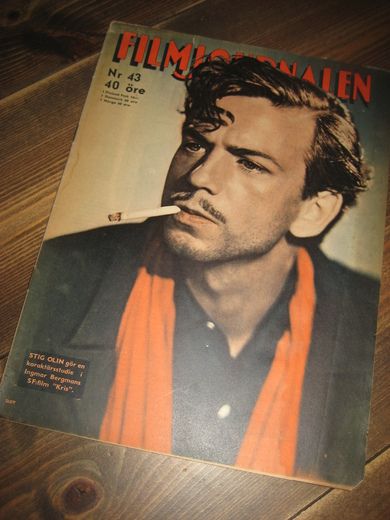 FILMJOURNALEN
Nr 43
40 öre
STIG OLIN gör en
karaktärsstudie i
Ingmar Bergmans
SF-film "Kris".